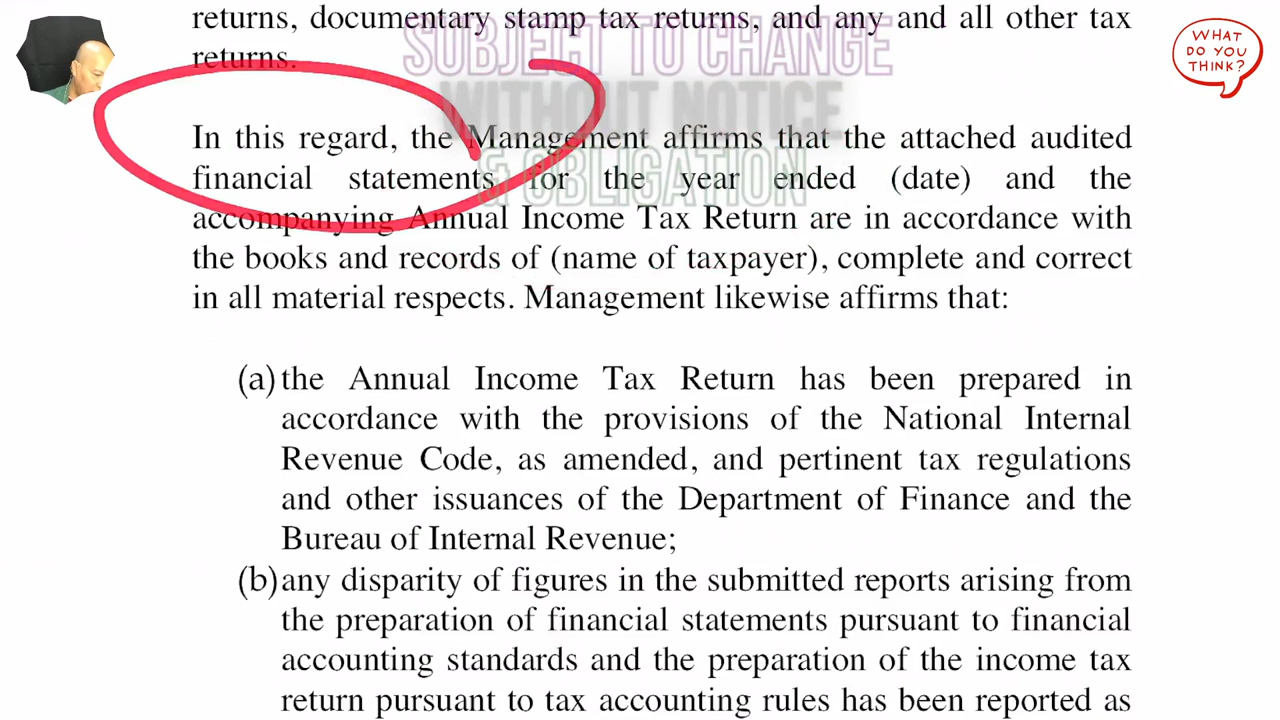 returns, documentary stamp tax returns, and any and all other tax
returns.
SUBJECT TO CHANGE
WITHOUT NOTICE
& OBLIGATION
WHAT
DO YOU
THINK?
In this regard, the Management affirms that the attached audited
financial statements for the year ended (date) and the
accompanying Annual Income Tax Return are in accordance with
the books and records of (name of taxpayer), complete and correct
in all material respects. Management likewise affirms that:
(a) the Annual Income Tax Return has been prepared in
accordance with the provisions of the National Internal
Revenue Code, as amended, and pertinent tax regulations
and other issuances of the Department of Finance and the
Bureau of Internal Revenue;
(b) any disparity of figures in the submitted reports arising from
the preparation of financial statements pursuant to financial
accounting standards and the preparation of the income tax
return pursuant to tax accounting rules has been reported as